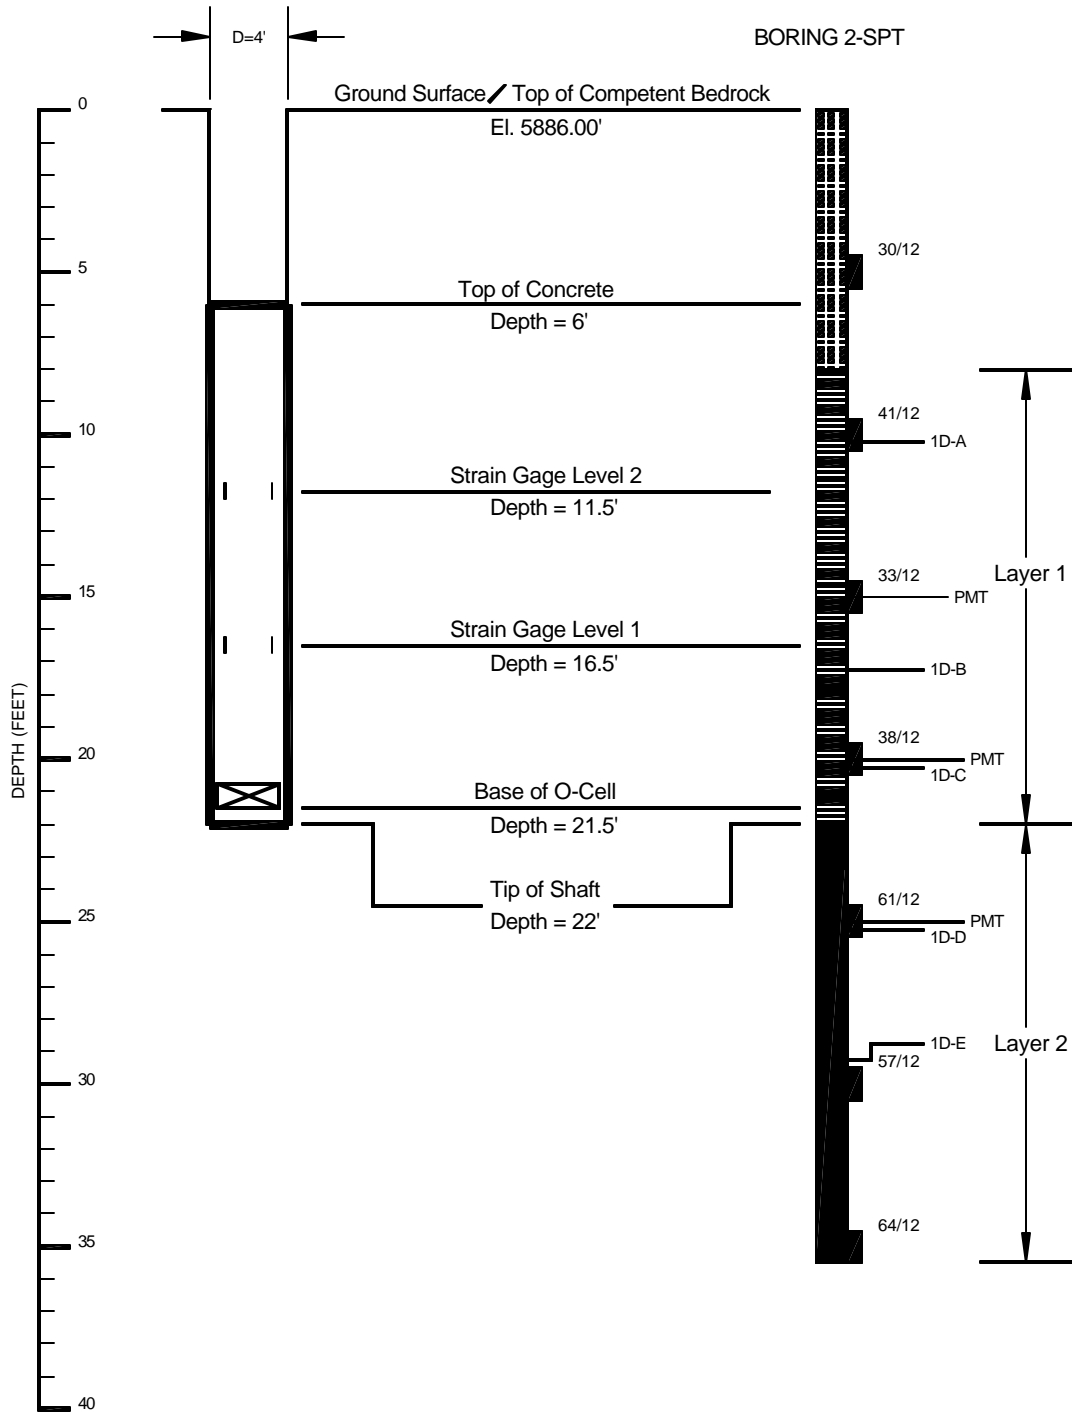 D=4'
BORING 2-SPT
0
Ground Surface / Top of Competent Bedrock
El. 5886.00'
30/12
5
Top of Concrete
Depth = 6'
41/12
10
1D-A
Strain Gage Level 2
Depth = 11.5'
33/12
Layer 1
15
PMT
Strain Gage Level 1
Depth = 16.5'
1D-B
DEPTH (FEET)
38/12
20
PMT
1D-C
Base of O-Cell
Depth = 21.5'
Tip of Shaft
61/12
25
Depth = 22'
PMT
1D-D
1D-E
Layer 2
57/12
30
64/12
35
40